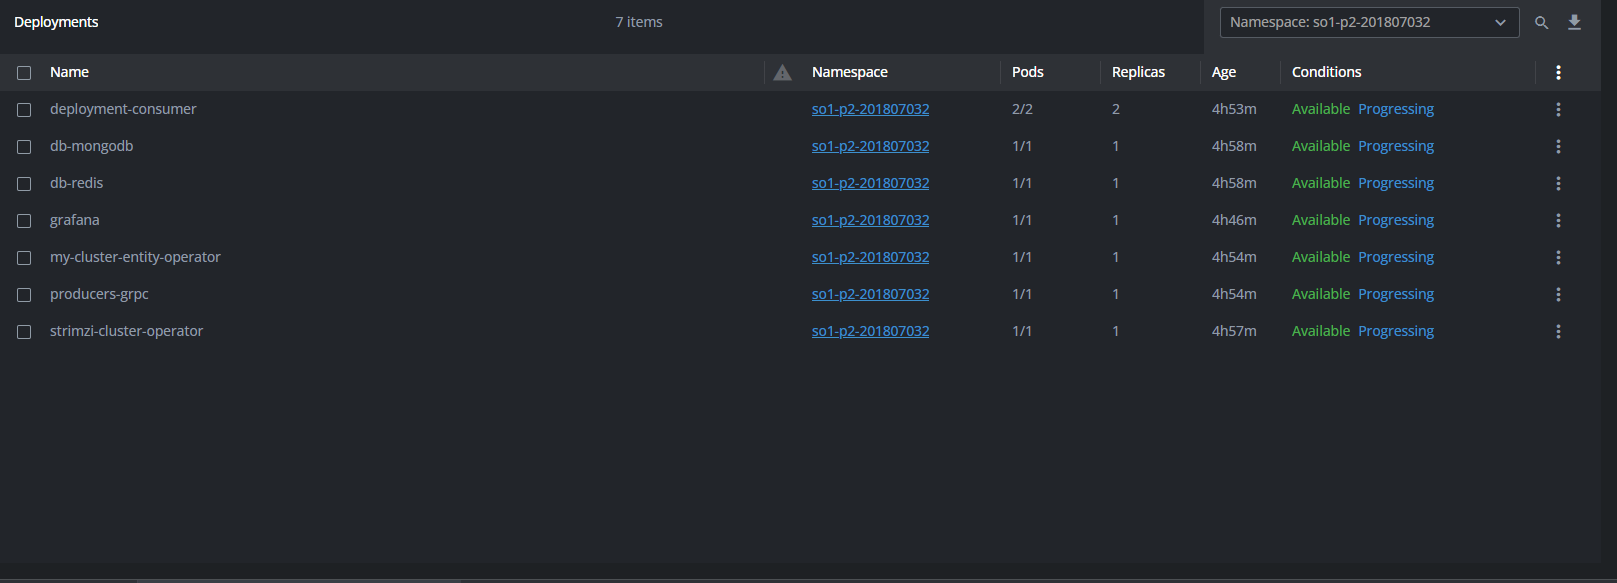 Deployments 7 items Namespace: so1-p2-201807032
Name Namespace Pods Replicas Age Conditions
deployment-consumer so1-p2-201807032 2/2 2 4h53m Available Progressing
db-mongodb so1-p2-201807032 1/1 1 4h58m Available Progressing
db-redis so1-p2-201807032 1/1 1 4h58m Available Progressing
grafana so1-p2-201807032 1/1 1 4h46m Available Progressing
my-cluster-entity-operator so1-p2-201807032 1/1 1 4h54m Available Progressing
producers-grpc so1-p2-201807032 1/1 1 4h54m Available Progressing
strimzi-cluster-operator so1-p2-201807032 1/1 1 4h57m Available Progressing